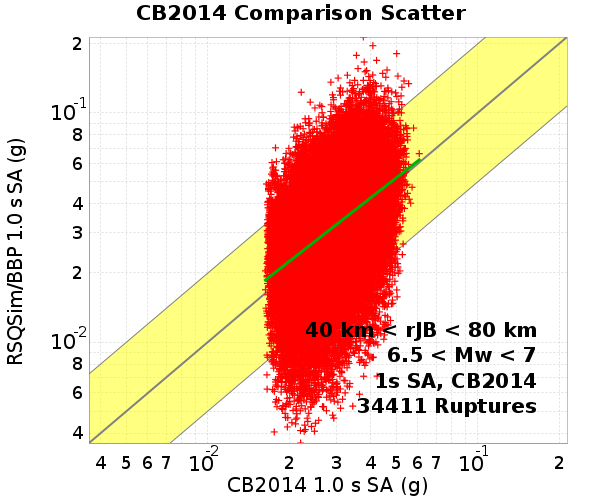 CB2014 Comparison Scatter
RSQSim/BBP 1.0 s SA (g)
2
10-1
8
6
4
3
2
10-2
8
6
4
40 km < rJB < 80 km
6.5 < Mw < 7
1s SA, CB2014
34411 Ruptures
4 5 6 7 10-2 2 3 4 5 6 7 10-1 2
CB2014 1.0 s SA (g)